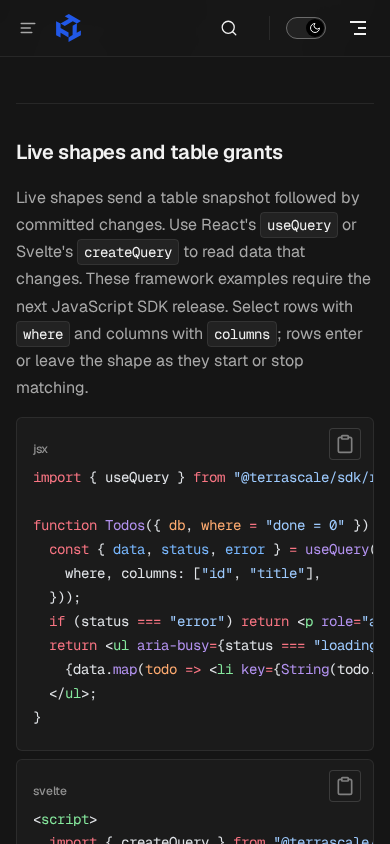 Live shapes and table grants
Live shapes send a table snapshot followed by
committed changes. Use React's useQuery or
Svelte's createQuery to read data that
changes. These framework examples require the
next JavaScript SDK release. Select rows with
where and columns with columns; rows enter
or leave the shape as they start or stop
matching.
jsx
import { useQuery } from "@terrascale/sdk/
function Todos({ db, where = "done = 0" })
  const { data, status, error } = useQuery(
    where, columns: ["id", "title"],
  }));
  if (status === "error") return <p role="a
  return <ul aria-busy={status === "loading
    {data.map(todo => <li key={String(todo.
  </ul>;
}
svelte
<script>
  import { createQuery } from "@terrascale/